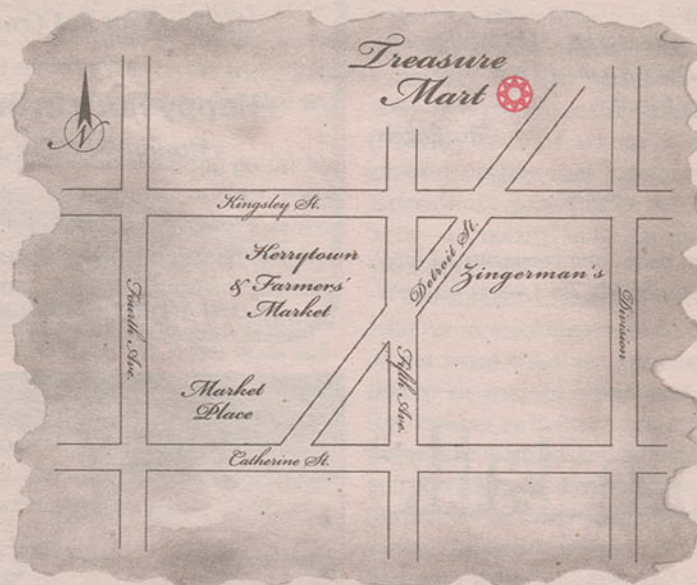 Treasure
Mart
N
Kingsley St.
Kerrytown
& Farmers'
Market
Detroit St.
Zingerman's
Fourth Ave.
Division
Market
Place
Fifth Ave.
Catherine St.